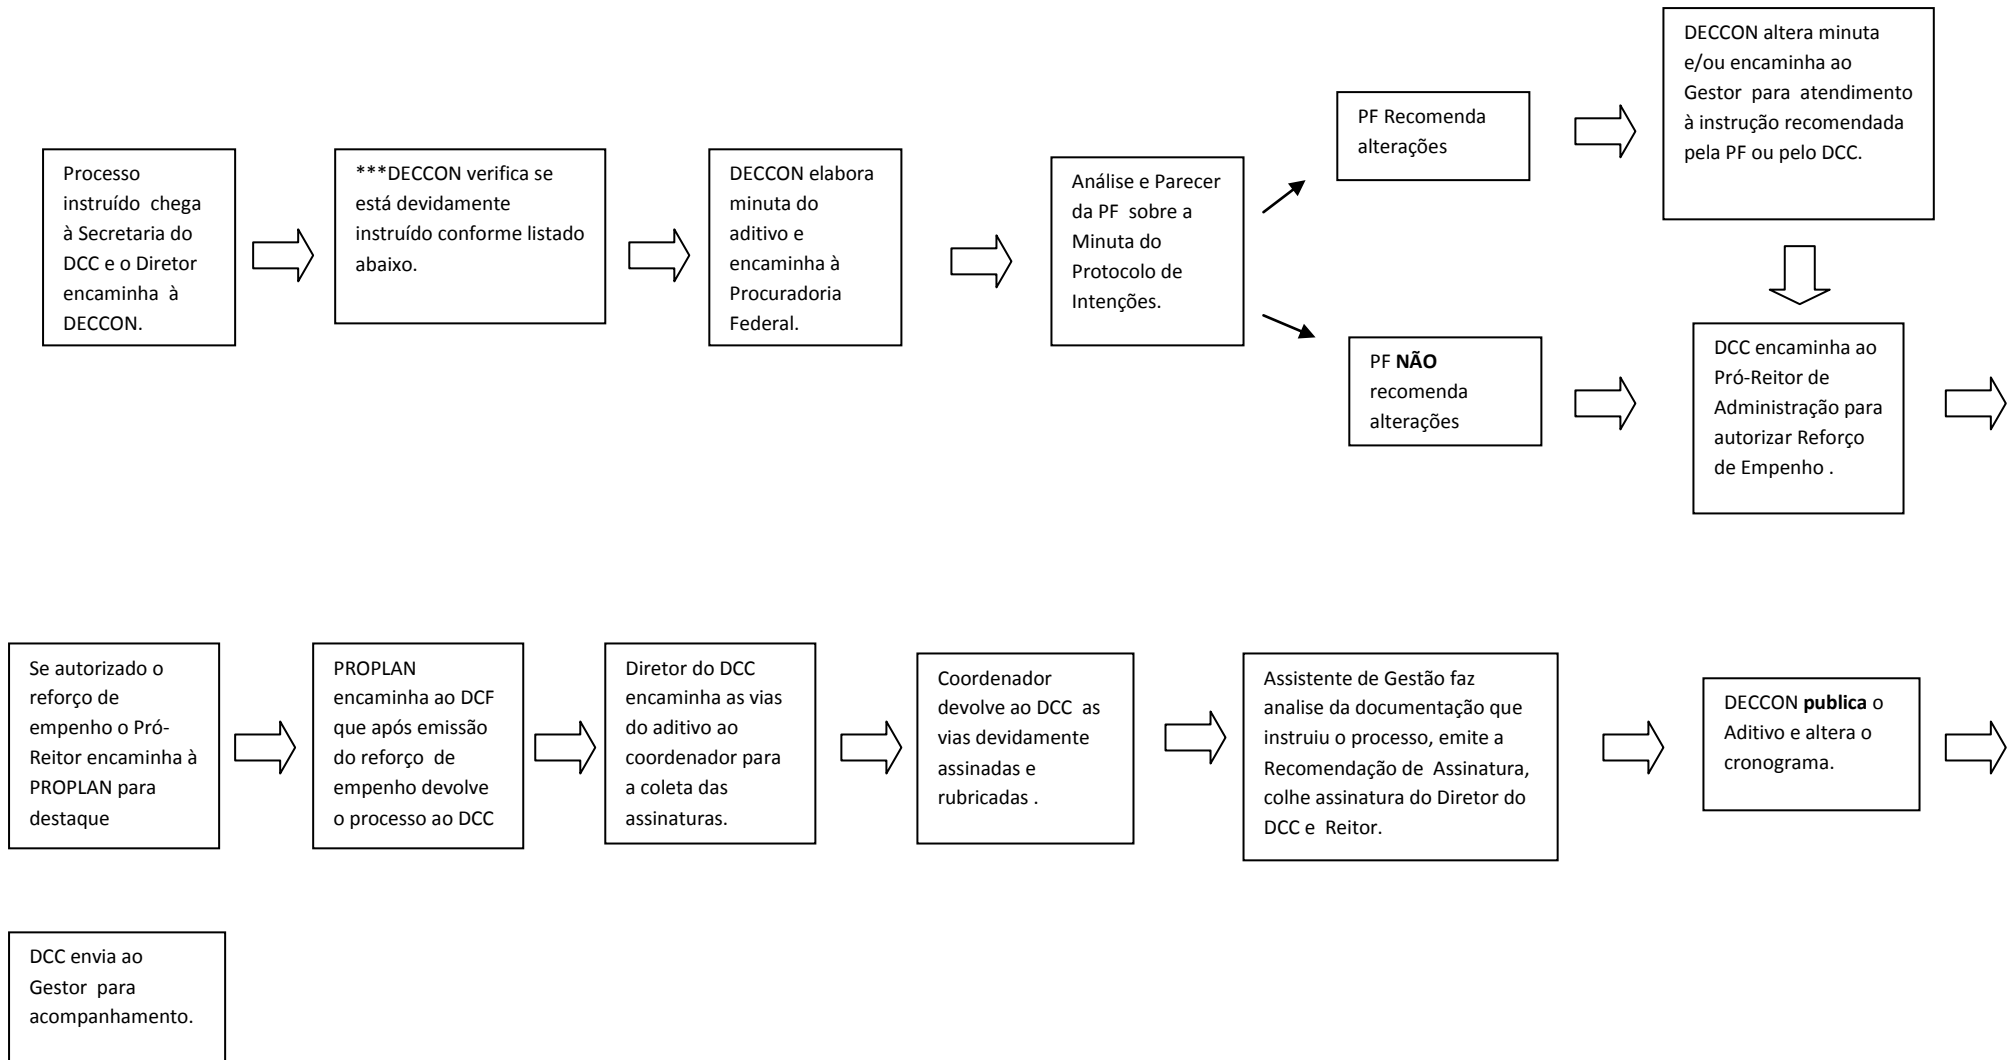 Processo
instruído chega
à Secretaria do
DCC e o Diretor
encaminha à
DECCON.
***DECCON verifica se
está devidamente
instruído conforme listado
abaixo.
DECCON elabora
minuta do
aditivo e
encaminha à
Procuradoria
Federal.
Análise e Parecer
da PF sobre a
Minuta do
Protocolo de
Intenções.
PF Recomenda
alterações
DECCON altera minuta
e/ou encaminha ao
Gestor para atendimento
à instrução recomendada
pela PF ou pelo DCC.
PF NÃO
recomenda
alterações
DCC encaminha ao
Pró-Reitor de
Administração para
autorizar Reforço
de Empenho .
Se autorizado o
reforço de
empenho o Pró-
Reitor encaminha à
PROPLAN para
destaque
PROPLAN
encaminha ao DCF
que após emissão
do reforço de
empenho devolve
o processo ao DCC
Diretor do DCC
encaminha as vias
do aditivo ao
coordenador para
a coleta das
assinaturas.
Coordenador
devolve ao DCC as
vias devidamente
assinadas e
rubricadas .
Assistente de Gestão faz
analise da documentação que
instruiu o processo, emite a
Recomendação de Assinatura,
colhe assinatura do Diretor do
DCC e Reitor.
DECCON publica o
Aditivo e altera o
cronograma.
DCC envia ao
Gestor para
acompanhamento.